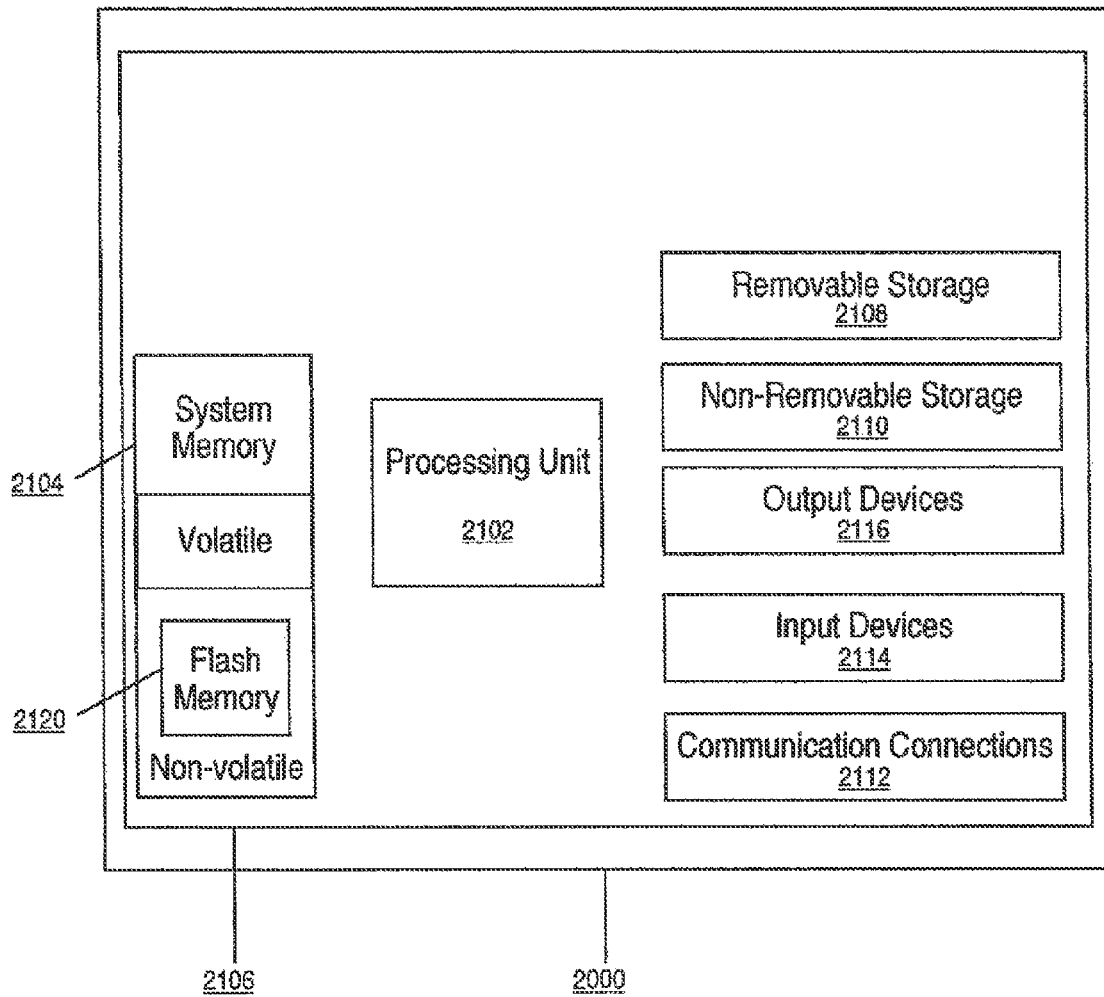 Removable Storage
2108
Non-Removable Storage
2110
Output Devices
2116
Input Devices
2114
Communication Connections
2112
Processing Unit
2102
System
Memory
Volatile
Flash
Memory
Non-volatile
2104
2120
2106
2000